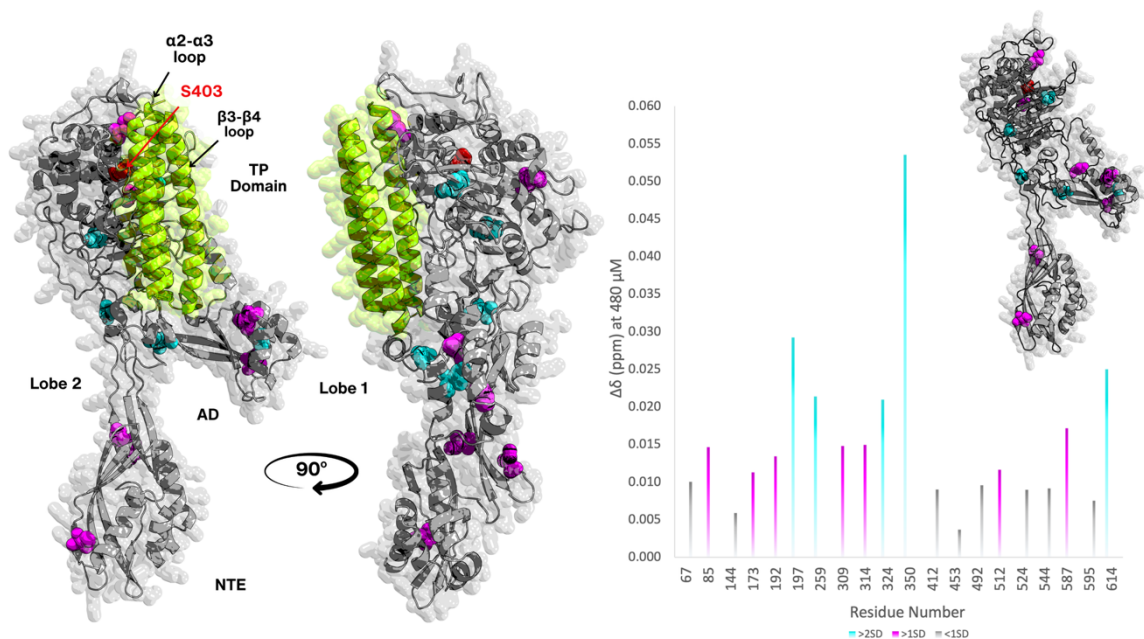 α2-α3
loop
S403
β3-β4
loop
TP
Domain
Lobe 2
AD
NTE
90°
Lobe 1
Δδ (ppm) at 480 μM
0.060
0.055
0.050
0.045
0.040
0.035
0.030
0.025
0.020
0.015
0.010
0.005
0.000
67
85
144
173
192
197
259
309
314
324
350
412
453
492
512
524
544
587
595
614
Residue Number
>2SD >1SD <1SD